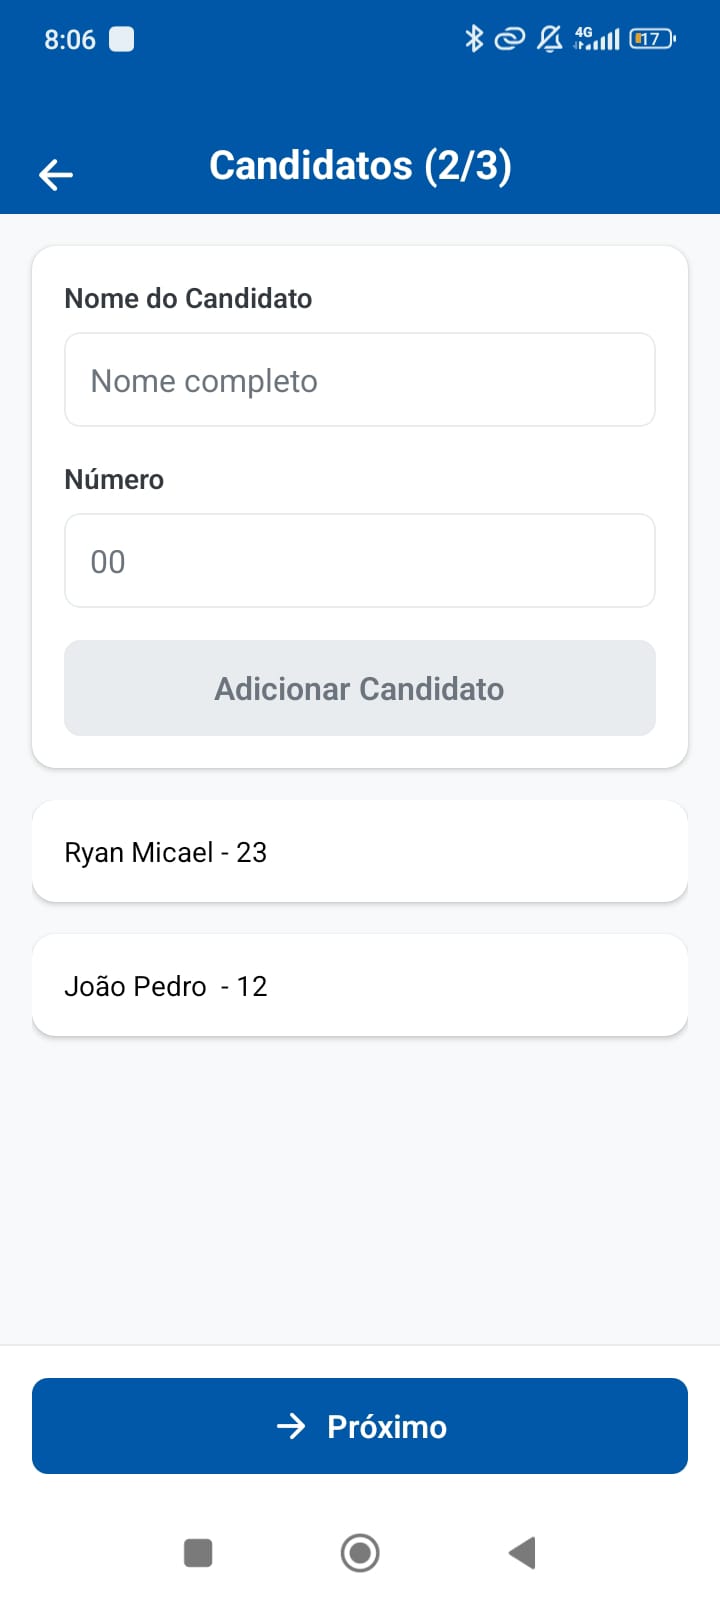 8:06
4G
17
Candidatos (2/3)
Nome do Candidato
Nome completo
Número
00
Adicionar Candidato
Ryan Micael - 23
João Pedro  - 12
Próximo